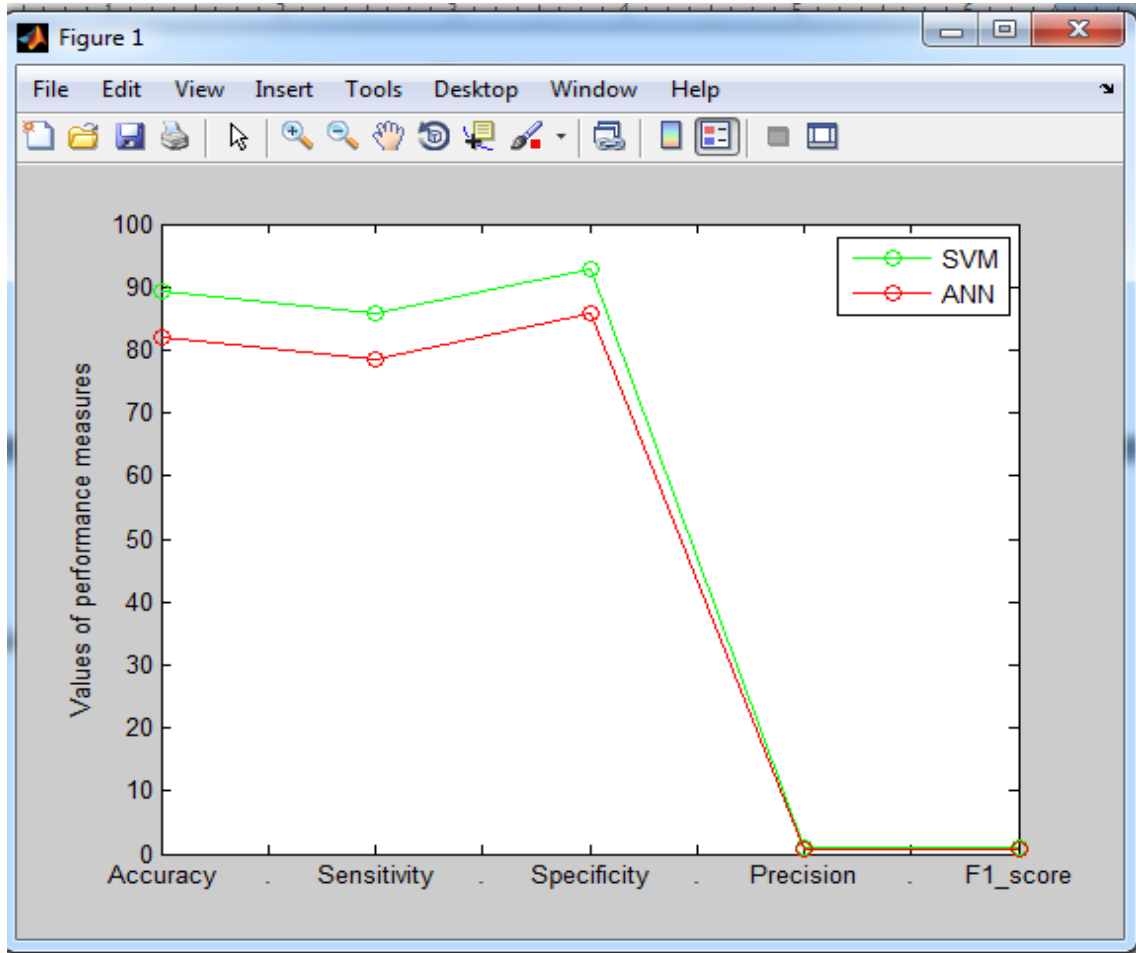 Figure 1
File Edit View Insert Tools Desktop Window Help
100
90
80
70
60
50
40
30
20
10
0
Values of performance measures
SVM
ANN
Accuracy . Sensitivity . Specificity . Precision . F1_score